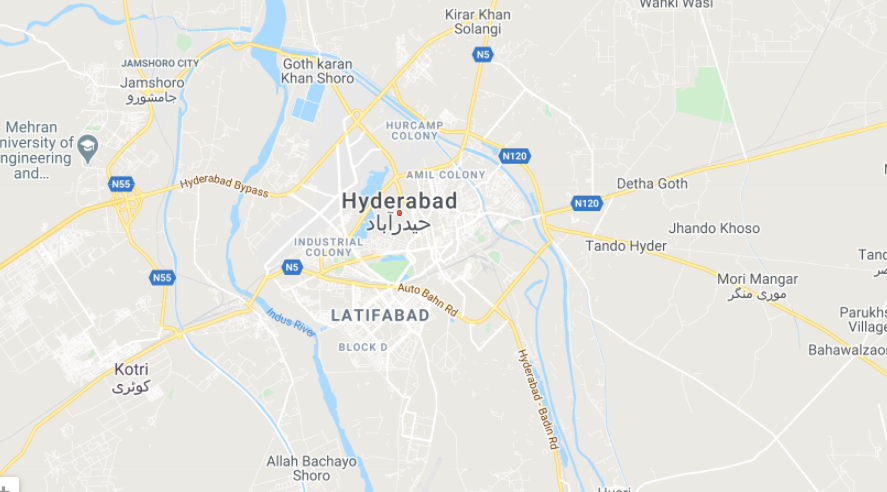 Wanki Wasi
Kirar Khan
Solangi
N5
JAMSHORO CITY
Goth karan
Khan Shoro
Jamshoro
جامشورو
Mehran
University of
ngineering
and...
HURCAMP
COLONY
N120
AMIL COLONY
N55
Hyderabad Bypass
Tando Hyder
Detha Goth
N120
Hyderabad
حیدرآباد
Jhando Khoso
INDUSTRIAL
COLONY
N5
N55
Mori Mangar
موری منگر
Auto Bahn Rd
LATIFABAD
Indus River
Parukhs
Village
BLOCK D
Bahawalzaor
Kotri
کوٹری
Hyderabad - Badin Rd
Allah Bachayo
Shoro